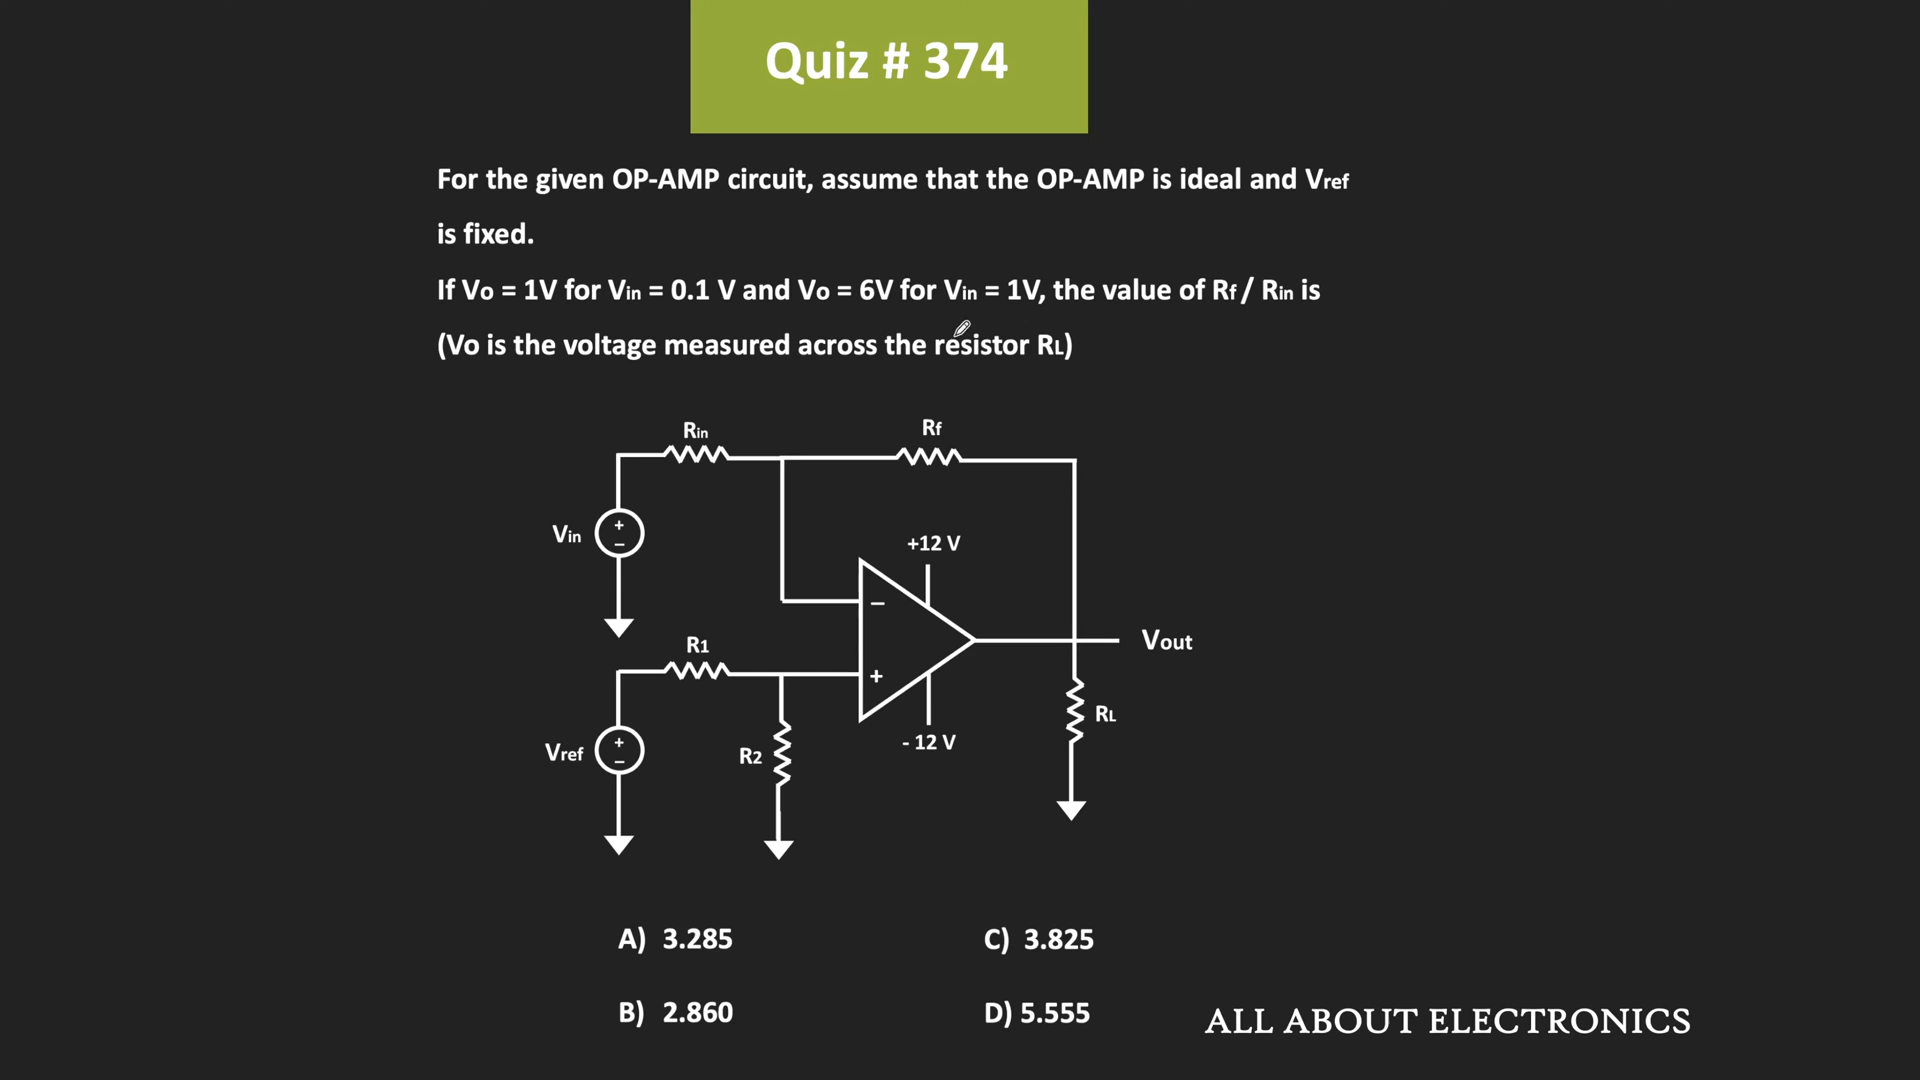 Quiz # 374
For the given OP-AMP circuit, assume that the OP-AMP is ideal and Vref
is fixed.
If Vo = 1V for Vin = 0.1 V and Vo = 6V for Vin = 1V, the value of Rf / Rin is
(Vo is the voltage measured across the resistor RL)
Rin
Rf
Vin
+
−
+12 V
−
+
- 12 V
Vout
R1
R2
Vref
+
−
RL
A) 3.285
C) 3.825
B) 2.860
D) 5.555
ALL ABOUT ELECTRONICS